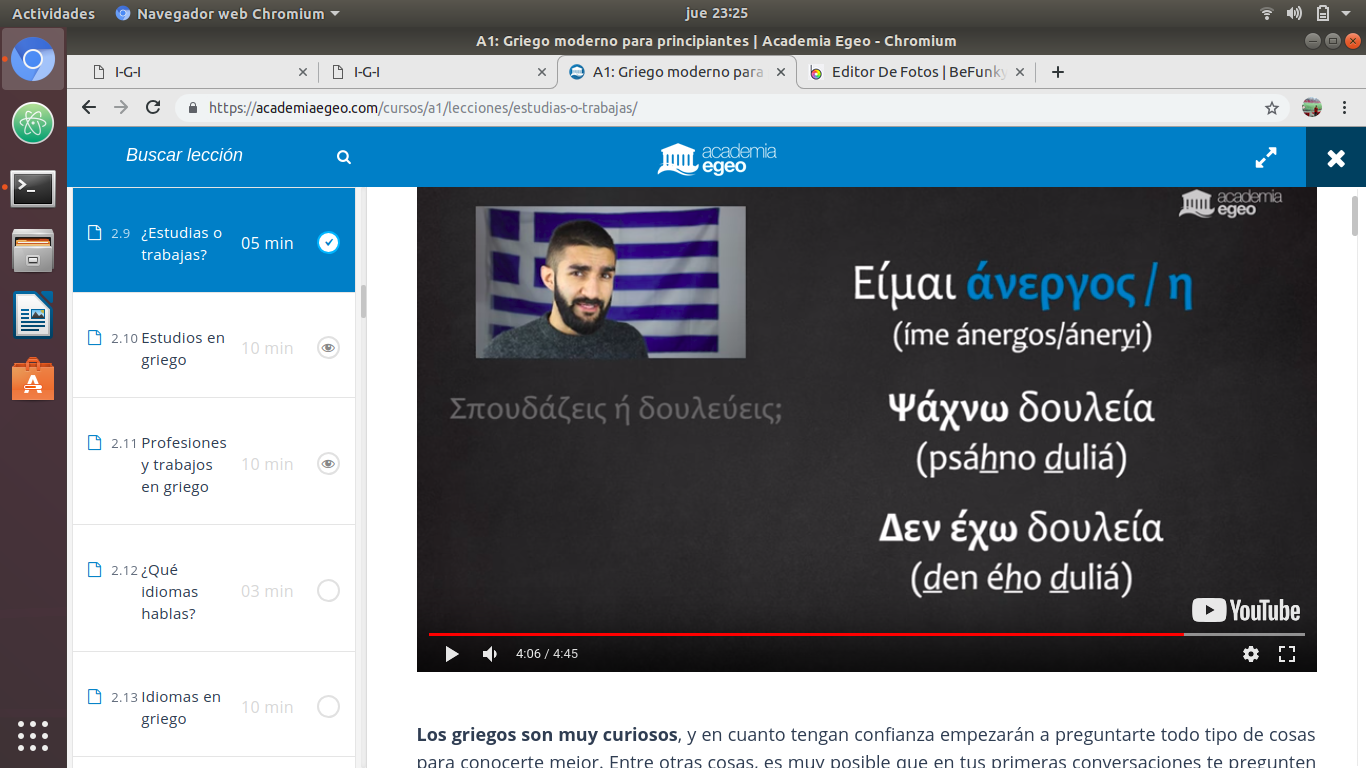 Actividades
Navegador web Chromium
jue 23:25
A1: Griego moderno para principiantes | Academia Egeo - Chromium
I-G-I
I-G-I
A1: Griego moderno para
Editor De Fotos | BeFunky
https://academiaegeo.com/cursos/a1/lecciones/estudias-o-trabajas/
Buscar lección
academia
egeo
2.9 ¿Estudias o
trabajas?
05 min
2.10 Estudios en
griego
10 min
2.11 Profesiones
y trabajos
en griego
10 min
2.12 ¿Qué
idiomas
hablas?
03 min
2.13 Idiomas en
griego
10 min
academia
egeo
Σπουδάζεις ή δουλεύεις;
Είμαι άνεργος / η
(íme ánergos/áneryi)
Ψάχνω δουλεία
(psáhno duliá)
Δεν έχω δουλεία
(den ého duliá)
YouTube
4:06 / 4:45
Los griegos son muy curiosos, y en cuanto tengan confianza empezarán a preguntarte todo tipo de cosas
para conocerte mejor. Entre otras cosas, es muy posible que en tus primeras conversaciones te pregunten